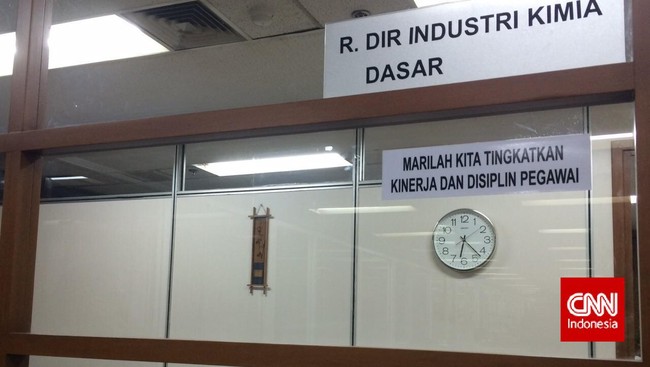 R. DIR INDUSTRI KIMIA
DASAR
MARILAH KITA TINGKATKAN
KINERJA DAN DISIPLIN PEGAWAI
CNN
Indonesia